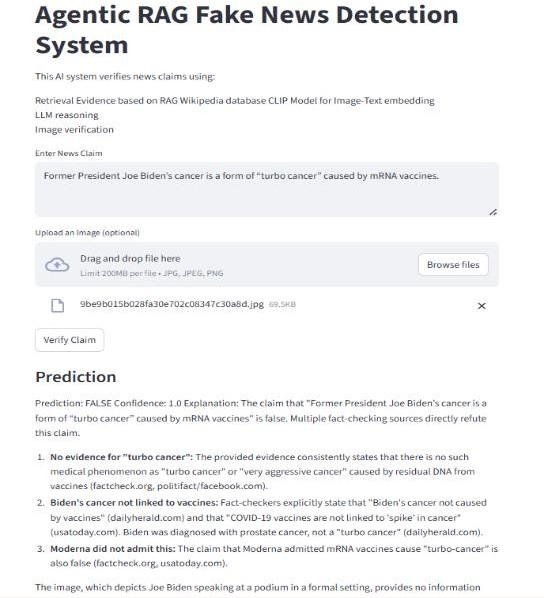 Agentic RAG Fake News Detection
System
This AI system verifies news claims using:
Retrieval Evidence based on RAG Wikipedia database CLIP Model for Image-Text embedding
LLM reasoning
Image verification
Enter News Claim
Former President Joe Biden's cancer is a form of "turbo cancer" caused by mRNA vaccines.
Upload an Image (optional)
Drag and drop file here
Limit 200MB per file • JPG, JPEG, PNG
Browse files
9be9b015b028fa30e702c08347c30a8d.jpg 69.5KB
Verify Claim
Prediction
Prediction: FALSE Confidence: 1.0 Explanation: The claim that "Former President Joe Biden's cancer is a
form of "turbo cancer" caused by mRNA vaccines" is false. Multiple fact-checking sources directly refute
this claim.
1. No evidence for "turbo cancer": The provided evidence consistently states that there is no such
medical phenomenon as "turbo cancer" or "very aggressive cancer" caused by residual DNA from
vaccines (factcheck.org, politifact/facebook.com).
2. Biden's cancer not linked to vaccines: Fact-checkers explicitly state that "Biden's cancer not caused
by vaccines" (dailyherald.com) and that "COVID-19 vaccines are not linked to 'spike' in cancer"
(usatoday.com). Biden was diagnosed with prostate cancer, not a "turbo cancer" (dailyherald.com).
3. Moderna did not admit this: The claim that Moderna admitted mRNA vaccines cause "turbo-cancer" is
also false (factcheck.org, usatoday.com).
The image, which depicts Joe Biden speaking at a podium in a formal setting, provides no information